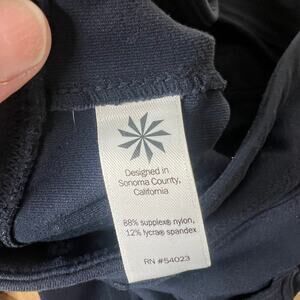 Designed in
Sonoma County,
California
88% supplex® nylon,
12% lycra® spandex
RN #54023